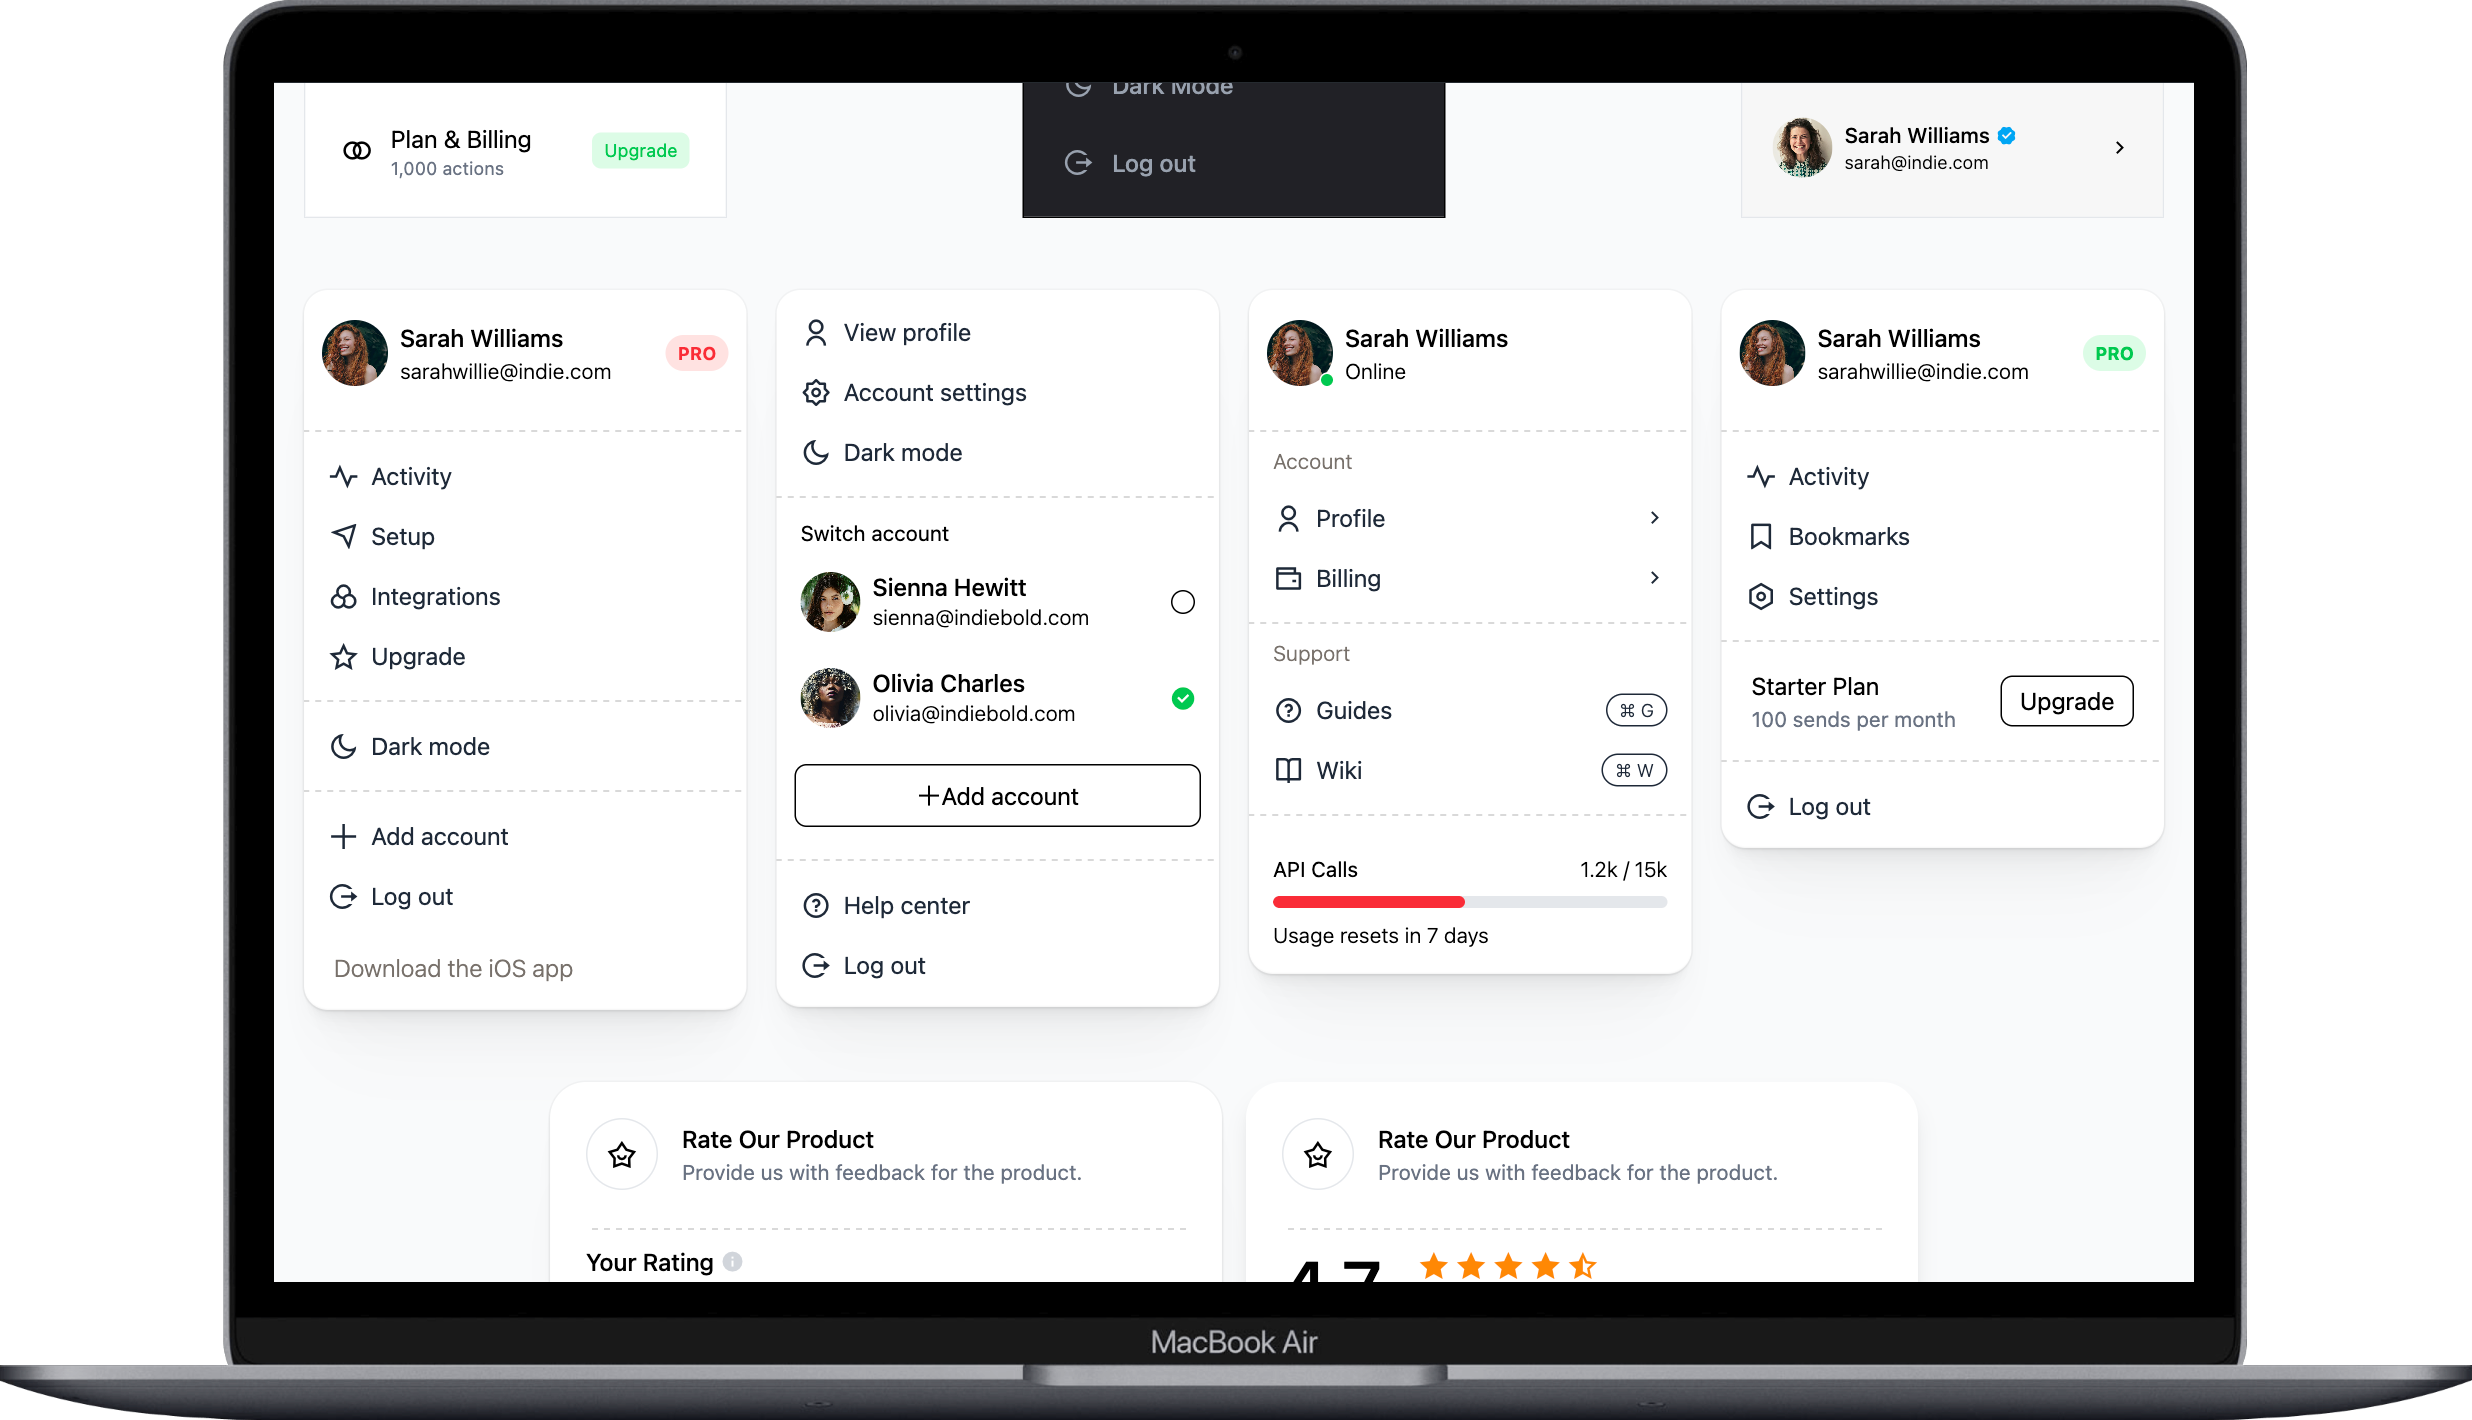 Plan & Billing
1,000 actions
Upgrade
Dark Mode
Log out
Sarah Williams
sarah@indie.com
Sarah Williams
sarahwillie@indie.com
PRO
Activity
Setup
Integrations
Upgrade
Dark mode
Add account
Log out
Download the iOS app
View profile
Account settings
Dark mode
Switch account
Sienna Hewitt
sienna@indiebold.com
Olivia Charles
olivia@indiebold.com
+Add account
Help center
Log out
Sarah Williams
Online
Account
Profile
Billing
Support
Guides
⌘ G
Wiki
⌘ W
API Calls
1.2k / 15k
Usage resets in 7 days
Sarah Williams
sarahwillie@indie.com
PRO
Activity
Bookmarks
Settings
Starter Plan
100 sends per month
Upgrade
Log out
Rate Our Product
Provide us with feedback for the product.
Your Rating
Rate Our Product
Provide us with feedback for the product.
4.7
MacBook Air